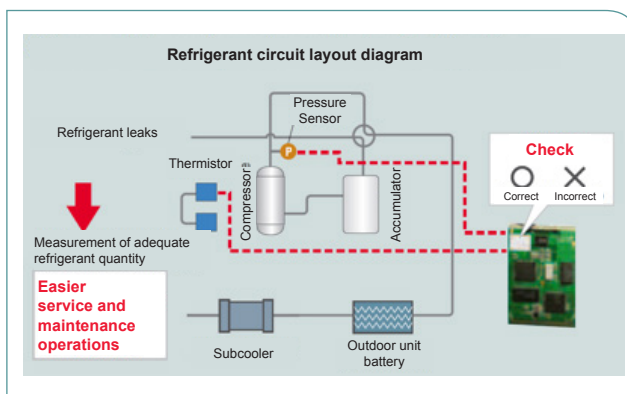 Refrigerant circuit layout diagram
Pressure
Sensor
Refrigerant leaks
P
Thermistor
Compressor
Accumulator
Check
Correct
Incorrect
Measurement of adequate
refrigerant quantity
Easier
service and
maintenance
operations
Subcooler
Outdoor unit
battery